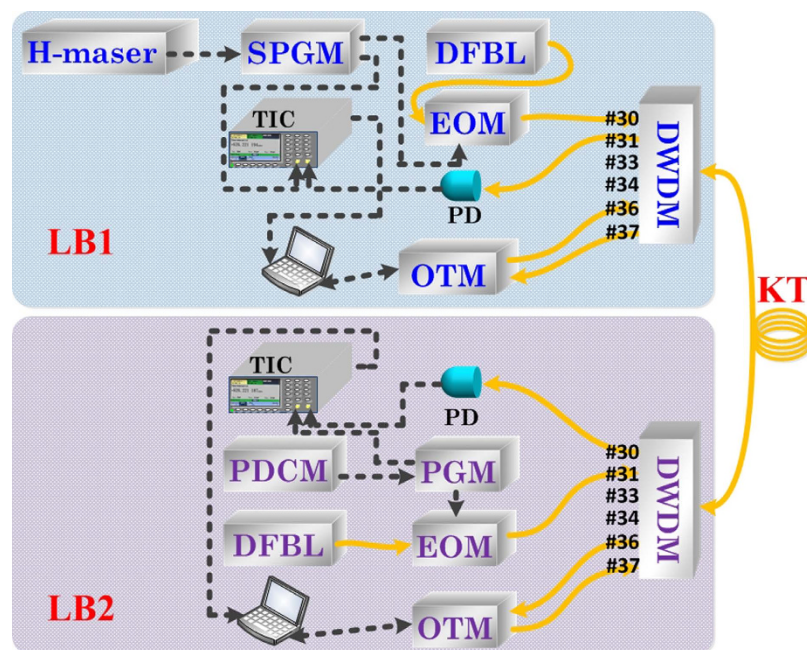 H-maser
SPGM
DFBL
TIC
EOM
#30
#31
#33
#34
#36
#37
DWDM
PD
LB1
OTM
KT
TIC
PD
PDCM
PGM
#30
#31
#33
#34
#36
#37
DWDM
DFBL
EOM
LB2
OTM